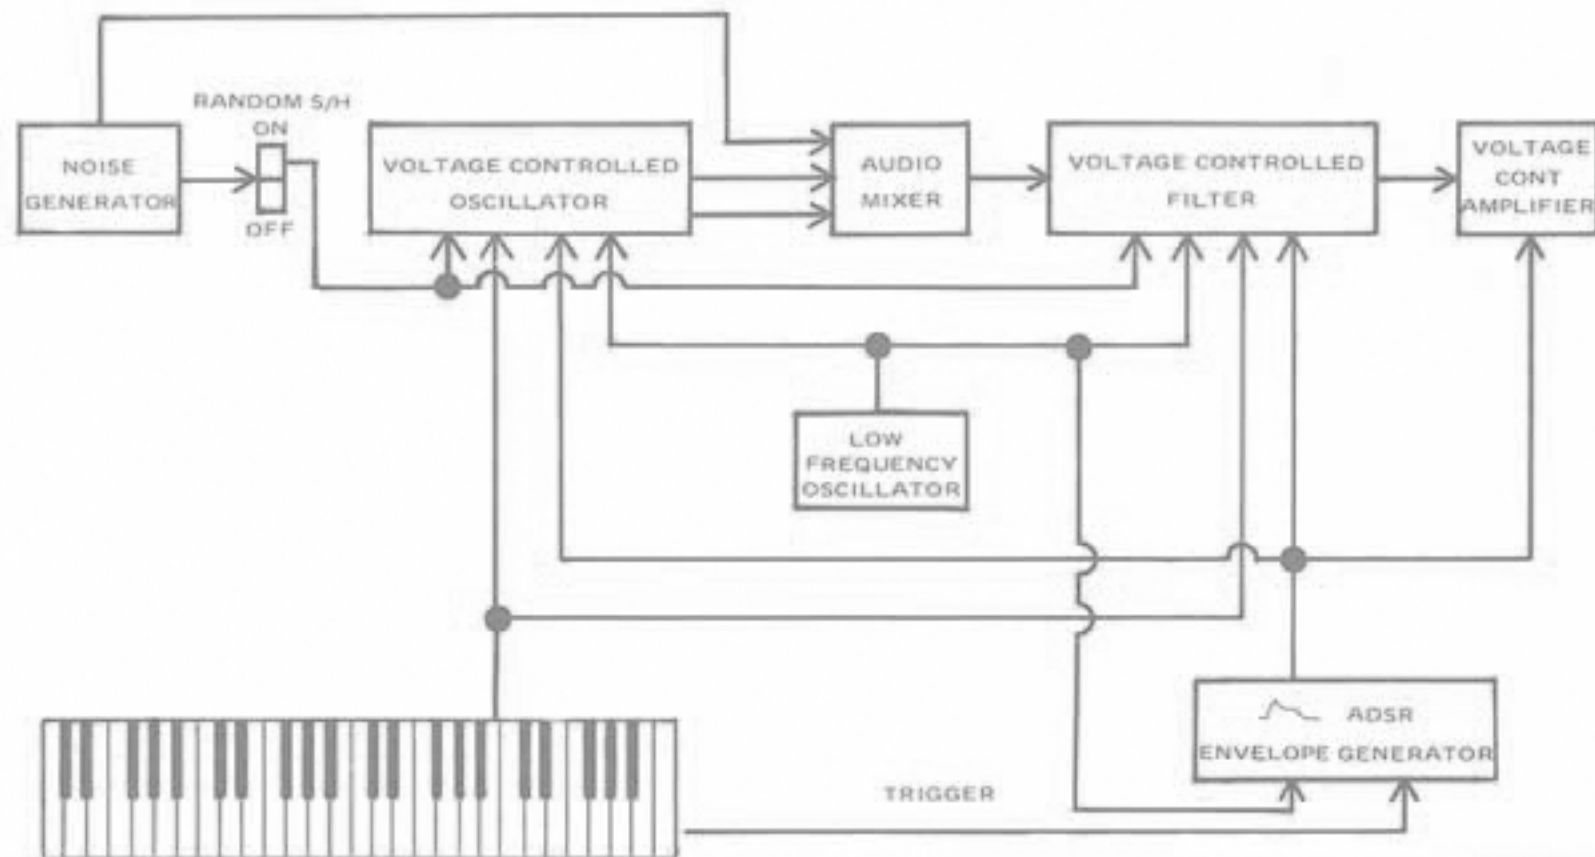 RANDOM S/H
ON
OFF
NOISE
GENERATOR
VOLTAGE CONTROLLED
OSCILLATOR
AUDIO
MIXER
VOLTAGE CONTROLLED
FILTER
VOLTAGE
CONT
AMPLIFIER
LOW
FREQUENCY
OSCILLATOR
ADSR
ENVELOPE GENERATOR
TRIGGER